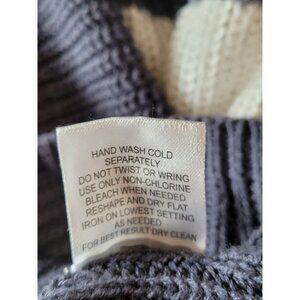 HAND WASH COLD
SEPARATELY
DO NOT TWIST OR WRING
USE ONLY NON-CHLORINE
BLEACH WHEN NEEDED
RESHAPE AND DRY FLAT
IRON ON LOWEST SETTING
AS NEEDED
FOR BEST RESULT DRY CLEAN